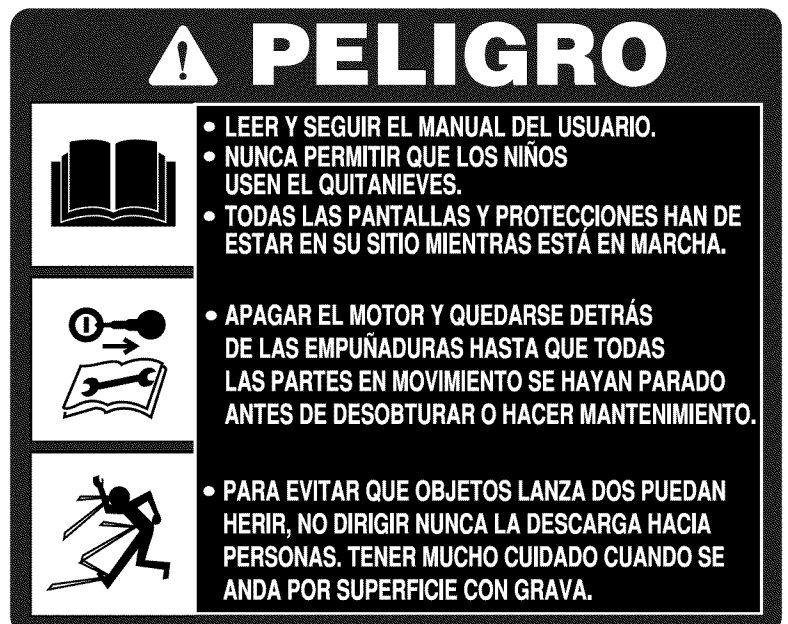 PELIGRO
• LEER Y SEGUIR EL MANUAL DEL USUARIO.
• NUNCA PERMITIR QUE LOS NIÑOS
USEN EL QUITANIEVES.
• TODAS LAS PANTALLAS Y PROTECCIONES HAN DE
ESTAR EN SU SITIO MIENTRAS ESTÁ EN MARCHA.
• APAGAR EL MOTOR Y QUEDARSE DETRÁS
DE LAS EMPUÑADURAS HASTA QUE TODAS
LAS PARTES EN MOVIMIENTO SE HAYAN PARADO
ANTES DE DESOBTURAR O HACER MANTENIMIENTO.
• PARA EVITAR QUE OBJETOS LANZA DOS PUEDAN
HERIR, NO DIRIGIR NUNCA LA DESCARGA HACIA
PERSONAS. TENER MUCHO CUIDADO CUANDO SE
ANDA POR SUPERFICIE CON GRAVA.